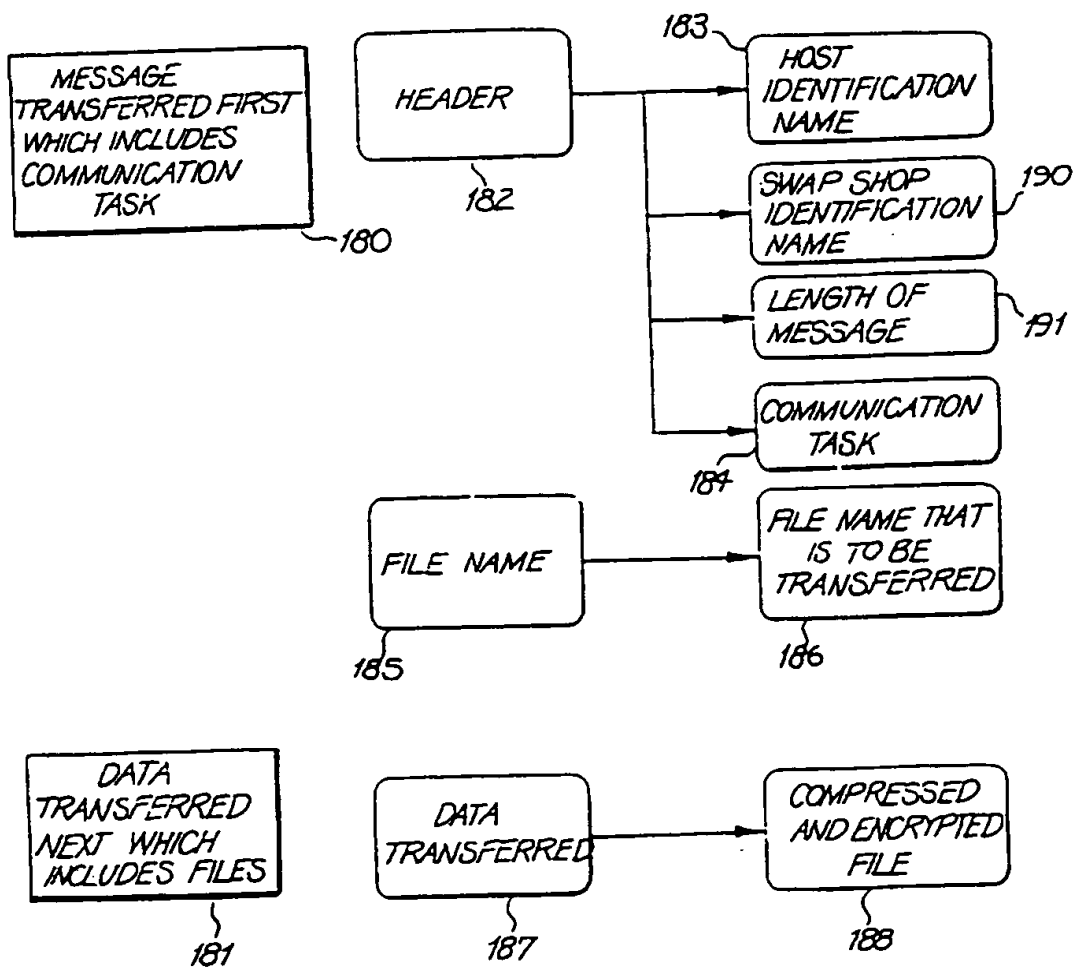 MESSAGE
TRANSFERRED FIRST
WHICH INCLUDES
COMMUNICATION
TASK
180
HEADER
182
183
HOST
IDENTIFICATION
NAME
SWAP SHOP
IDENTIFICATION
NAME
190
LENGTH OF
MESSAGE
191
COMMUNICATION
TASK
184
FILE NAME
185
FILE NAME THAT
IS TO BE
TRANSFERRED
186
DATA
TRANSFERRED
NEXT WHICH
INCLUDES FILES
181
DATA
TRANSFERRED
187
COMPRESSED
AND ENCRYPTED
FILE
188